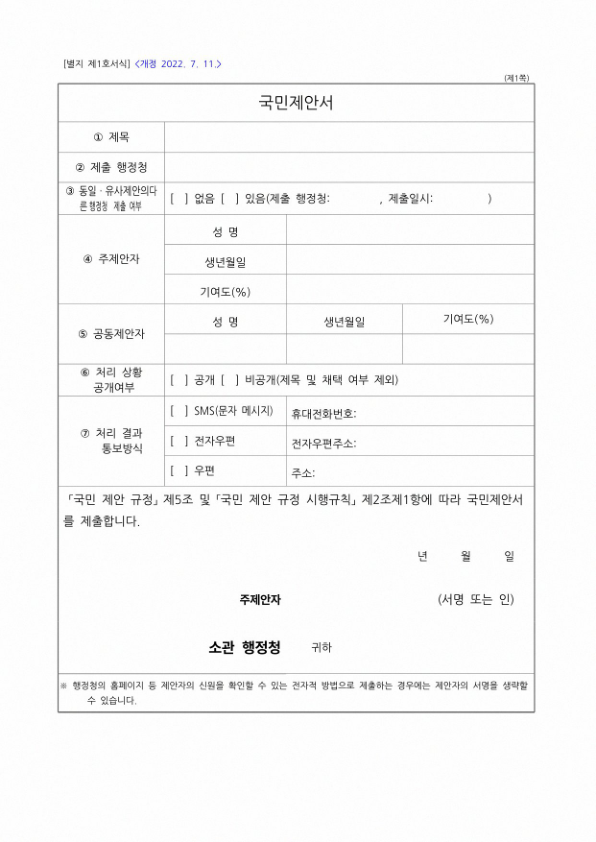 [별지 제1호서식] <개정 2022. 7. 11.>
(제1쪽)
국민제안서
① 제목
② 제출 행정청
③ 동일ㆍ유사제안의다
른 행정청 제출 여부
[ ] 없음 [ ] 있음(제출 행정청: , 제출일시: )
④ 주제안자
성 명
생년월일
기여도(%)
⑤ 공동제안자
성 명 생년월일 기여도(%)
⑥ 처리 상황
공개여부
[ ] 공개 [ ] 비공개(제목 및 채택 여부 제외)
⑦ 처리 결과
통보방식
[ ] SMS(문자 메시지) 휴대전화번호:
[ ] 전자우편 전자우편주소:
[ ] 우편 주소:
「국민 제안 규정」 제5조 및 「국민 제안 규정 시행규칙」 제2조제1항에 따라 국민제안서
를 제출합니다.
년 월 일
주제안자 (서명 또는 인)
소관 행정청 귀하
※ 행정청의 홈페이지 등 제안자의 신원을 확인할 수 있는 전자적 방법으로 제출하는 경우에는 제안자의 서명을 생략할
수 있습니다.